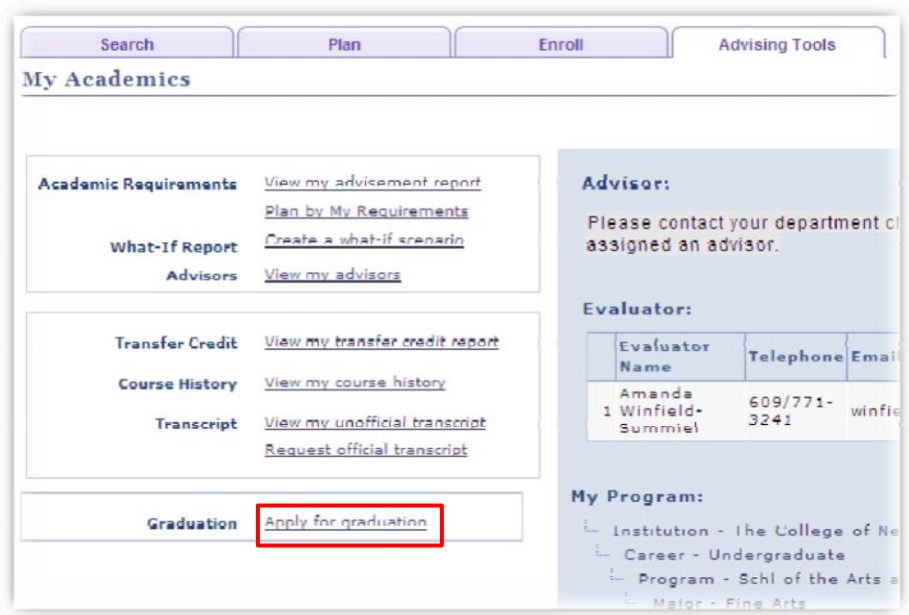 Search Plan Enroll Advising Tools
My Academics
Academic Requirements View my advisement report
Plan by My Requirements
What-If Report Create a what-if scenario
Advisors View my advisors
Transfer Credit View my transfer credit report
Course History View my course history
Transcript View my unofficial transcript
Request official transcript
Graduation Apply for graduation
Advisor:
Please contact your department c
assigned an advisor.
Evaluator:
Evaluator Name Telephone Emai
1 Amanda Winfield-Summiel 609/771-3241 winfie
My Program:
Institution - The College of Ne
Career - Undergraduate
Program - Schl of the Arts a
Major - Fine Arts